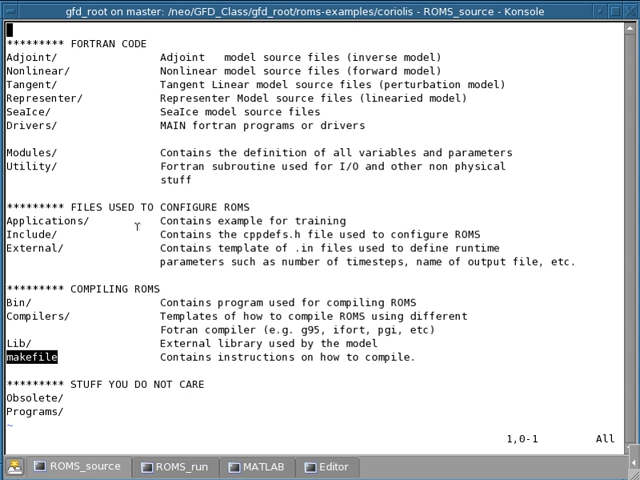 gfd_root on master: /neo/GFD_Class/gfd_root/roms-examples/coriolis - ROMS_source - Konsole
********* FORTRAN CODE
Adjoint/ Adjoint model source files (inverse model)
Nonlinear/ Nonlinear model source files (forward model)
Tangent/ Tangent Linear model source files (perturbation model)
Representer/ Representer Model source files (linearied model)
SeaIce/ SeaIce model source files
Drivers/ MAIN fortran programs or drivers
Modules/ Contains the definition of all variables and parameters
Utility/ Fortran subroutine used for I/O and other non physical
stuff
********* FILES USED TO CONFIGURE ROMS
Applications/ Contains example for training
Include/ Contains the cppdefs.h file used to configure ROMS
External/ Contains template of .in files used to define runtime
parameters such as number of timesteps, name of output file, etc.
********* COMPILING ROMS
Bin/ Contains program used for compiling ROMS
Compilers/ Templates of how to compile ROMS using different
Fotran compiler (e.g. g95, ifort, pgi, etc)
Lib/ External library used by the model
makefile Contains instructions on how to compile.
********* STUFF YOU DO NOT CARE
Obsolete/
Programs/
~
1,0-1 All
ROMS_source ROMS_run MATLAB Editor